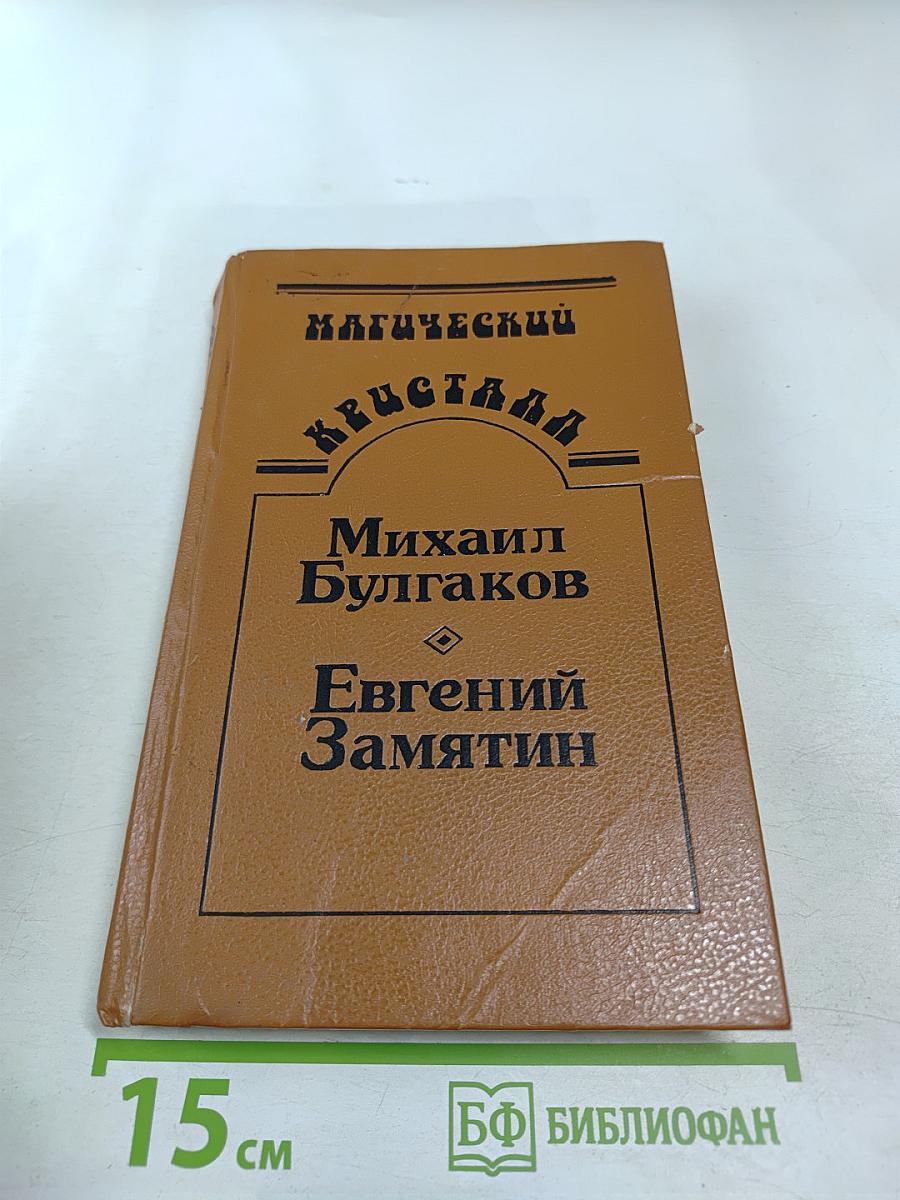 МАГИЧЕСКИЙ
КРИСТАЛЛ
Михаил
Булгаков
Евгений
Замятин
15 см
БФ БИБЛИОФАН